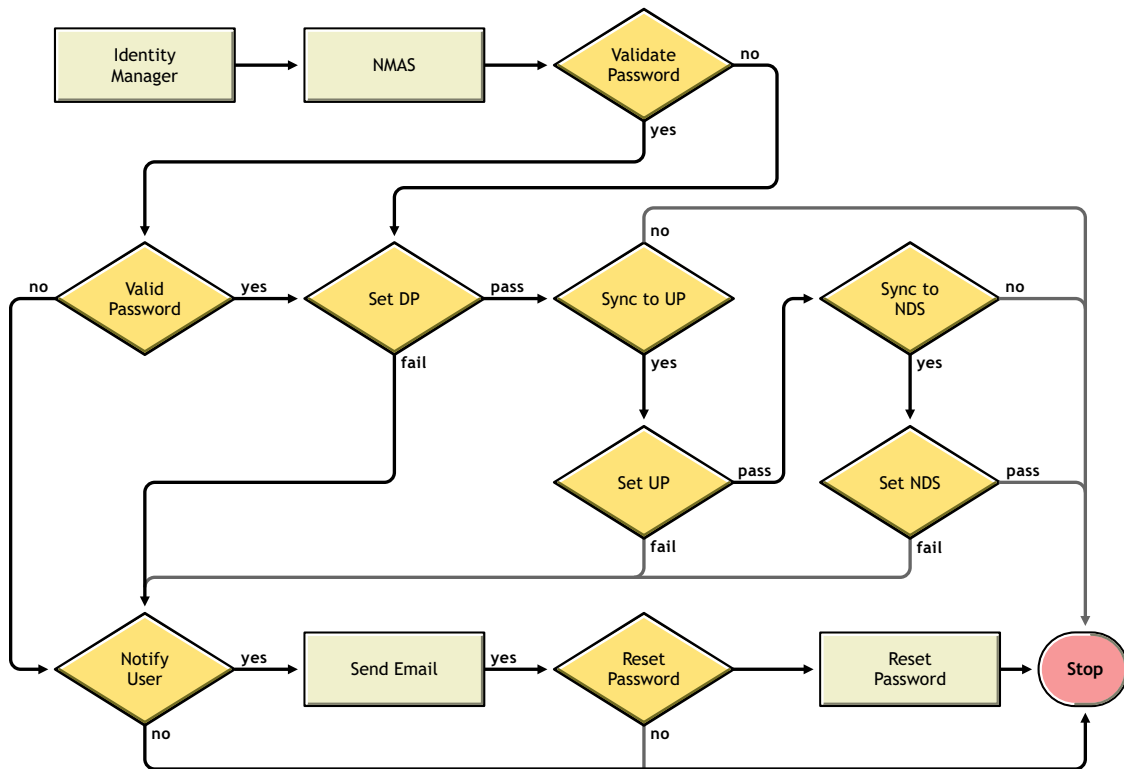 Identity
Manager
NMAS
Validate
Password
no
yes
no
Valid
Password
yes
Set DP
pass
fail
no
Sync to UP
yes
Sync to
NDS
no
yes
Set UP
pass
fail
Set NDS
pass
fail
Notify
User
yes
no
Send Email
yes
Reset
Password
no
Reset
Password
Stop